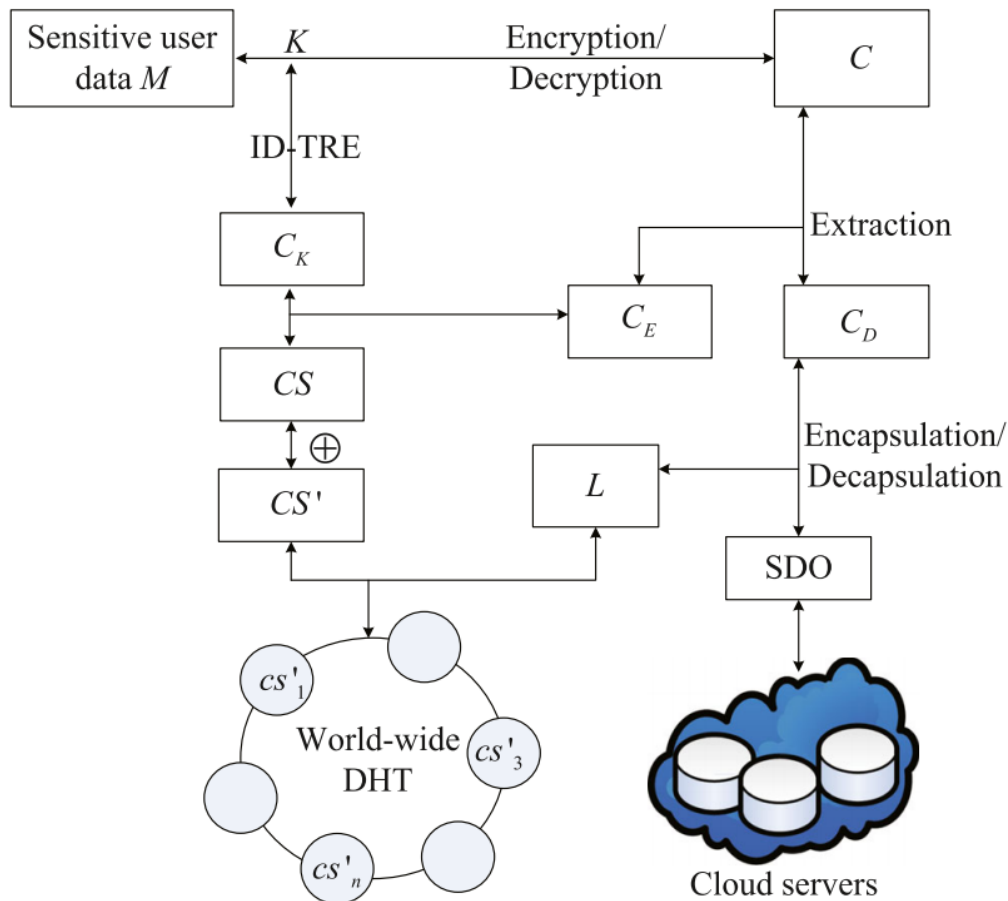 Sensitive user
data M
K
Encryption/
Decryption
C
ID-TRE
Extraction
C_K
C_E
C_D
CS
⊕
Encapsulation/
Decapsulation
CS'
L
SDO
cs'_1
World-wide
DHT
cs'_3
cs'_n
Cloud servers